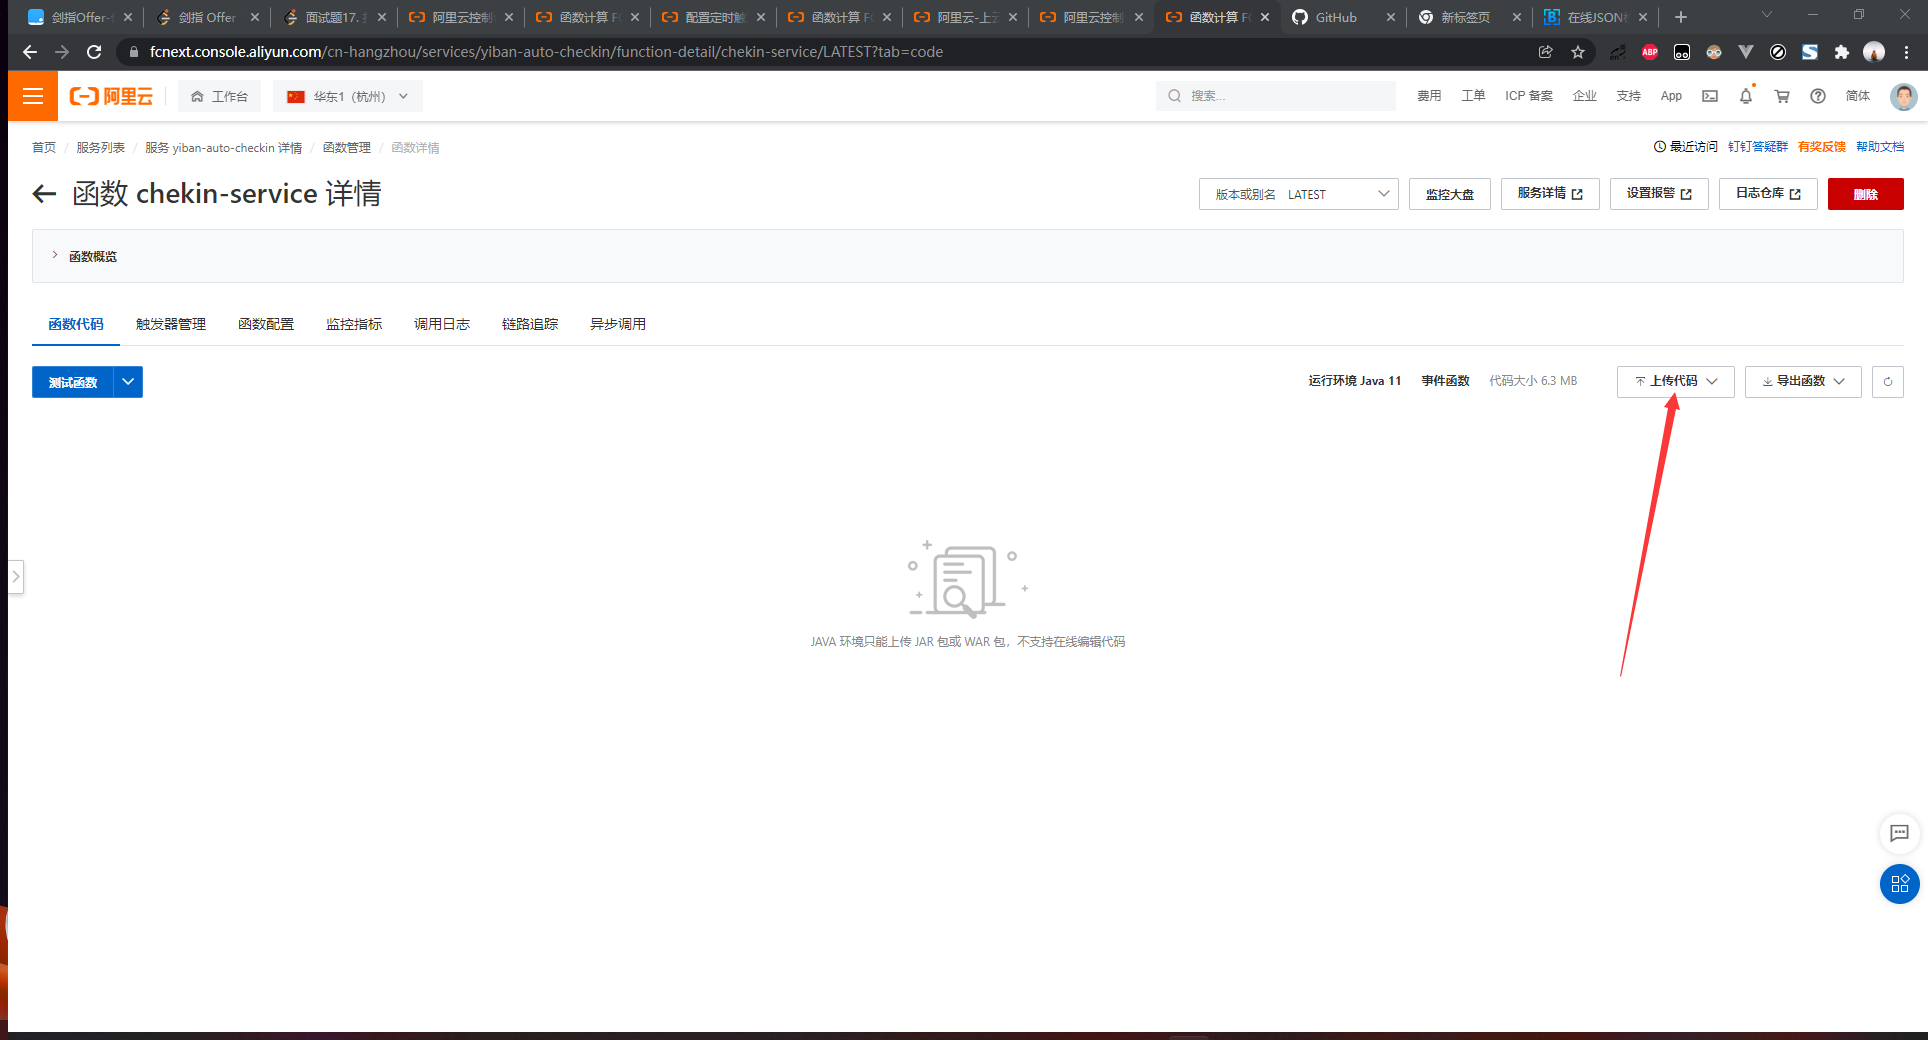 剑指Offer-
剑指 Offer
面试题17.
阿里云控制
函数计算 FC
配置定时触
函数计算 FC
阿里云-上云
阿里云控制
函数计算 FC
GitHub
新标签页
在线JSON
fcnext.console.aliyun.com/cn-hangzhou/services/yiban-auto-checkin/function-detail/chekin-service/LATEST?tab=code
ABP
阿里云
工作台
华东1（杭州）
搜索...
费用
工单
ICP 备案
企业
支持
App
简体
首页 / 服务列表 / 服务 yiban-auto-checkin 详情 / 函数管理 / 函数详情
最近访问
钉钉答疑群
有奖反馈
帮助文档
函数 chekin-service 详情
版本或别名 LATEST
监控大盘
服务详情
设置报警
日志仓库
删除
函数概览
函数代码
触发器管理
函数配置
监控指标
调用日志
链路追踪
异步调用
测试函数
运行环境 Java 11
事件函数
代码大小 6.3 MB
上传代码
导出函数
JAVA 环境只能上传 JAR 包或 WAR 包，不支持在线编辑代码